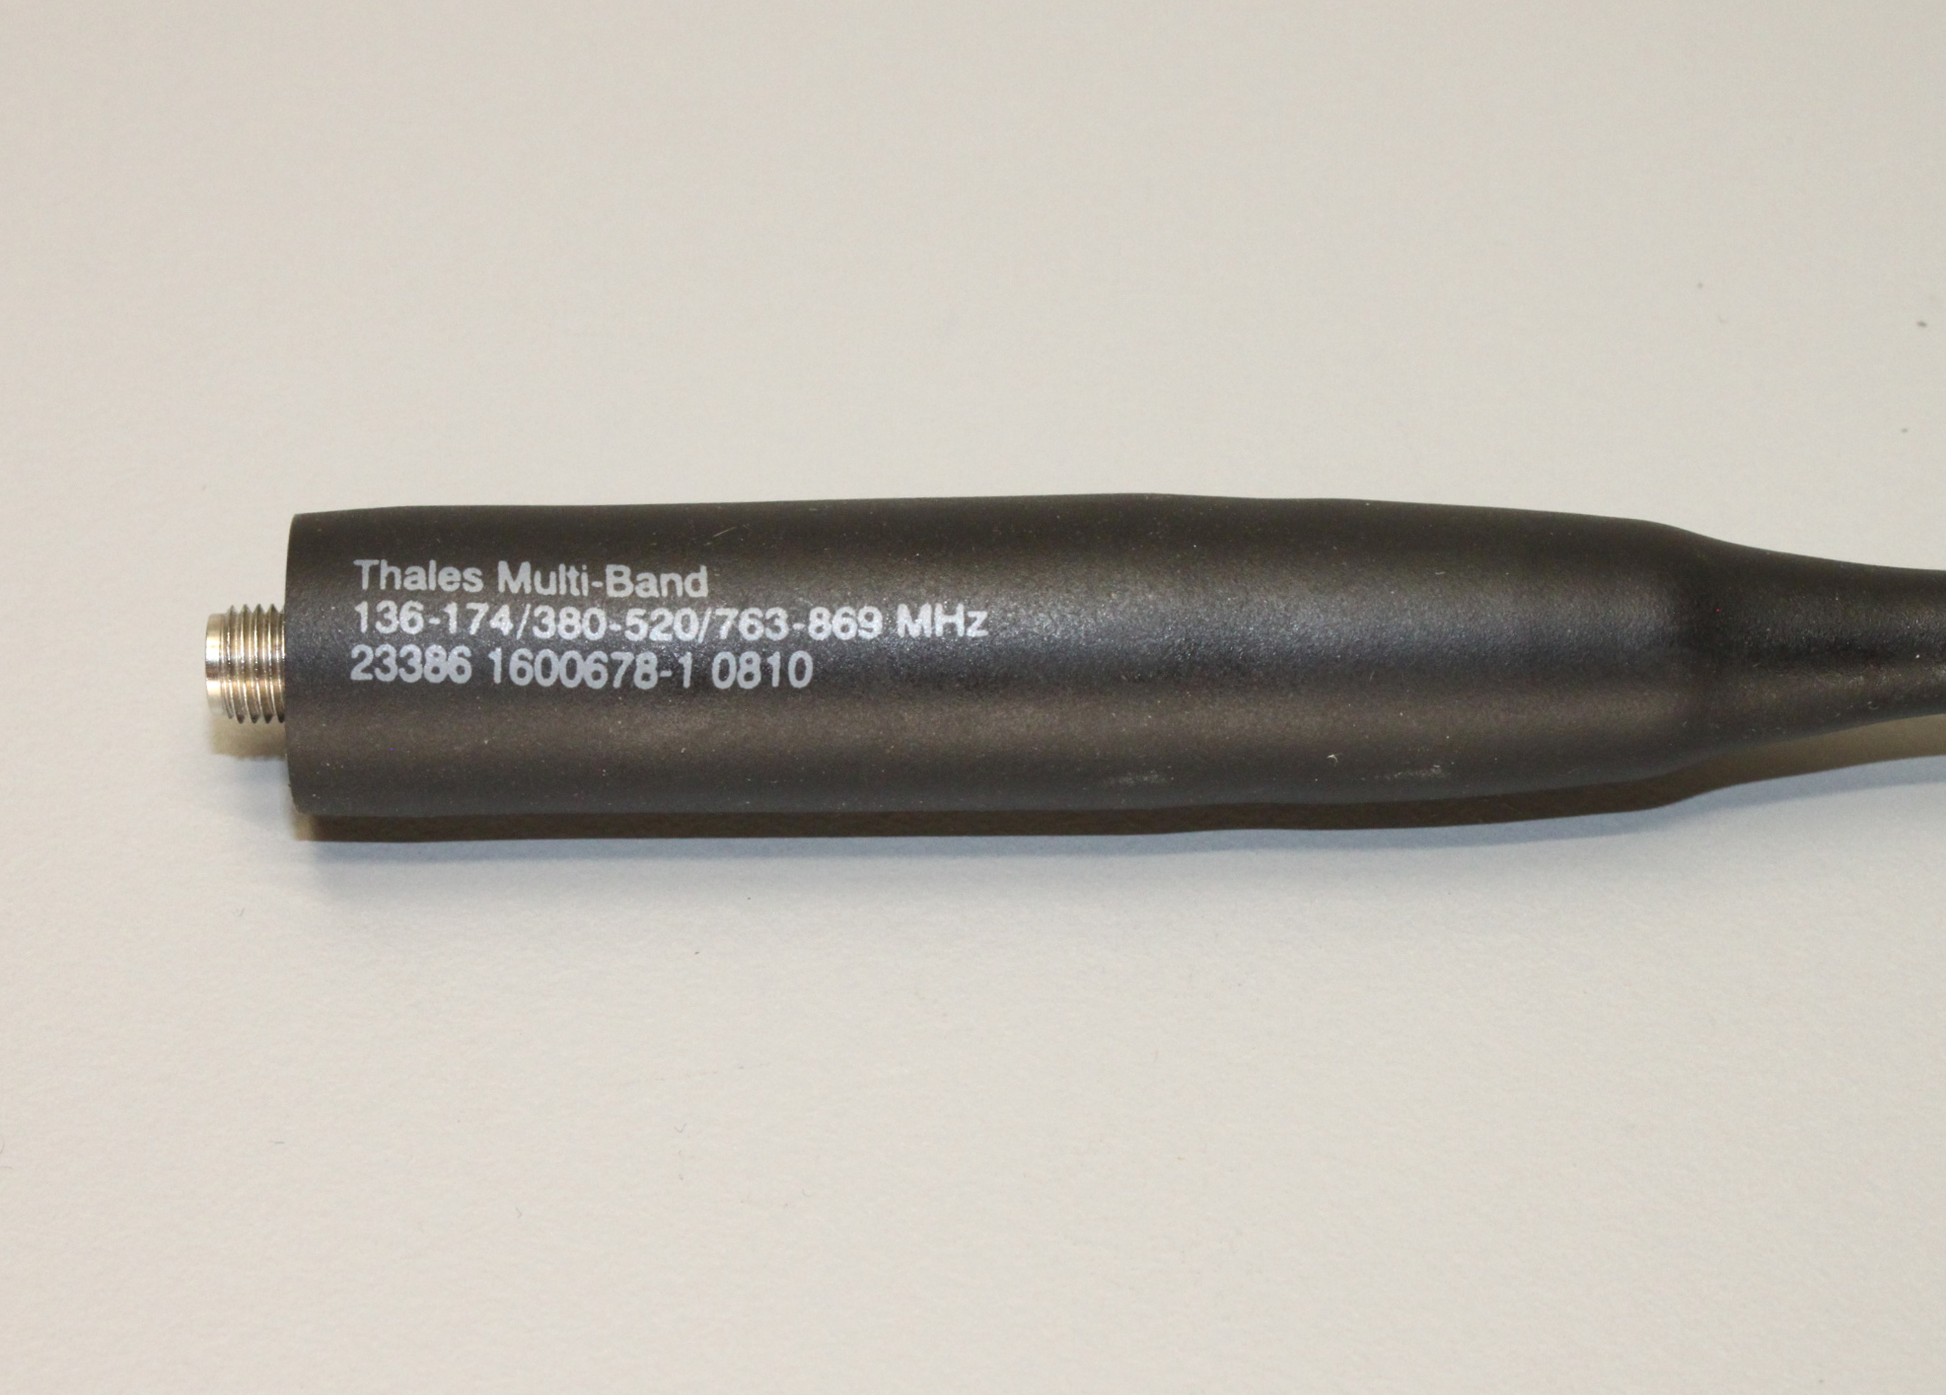 Thales Multi-Band
136-174/380-520/763-869 MHz
23386 1600678-1 0810